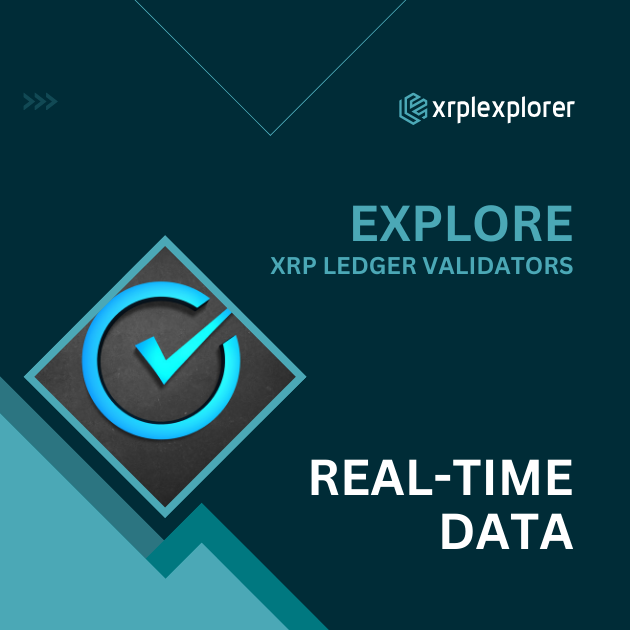 xrplexplorer
EXPLORE
XRP LEDGER VALIDATORS
REAL-TIME
DATA